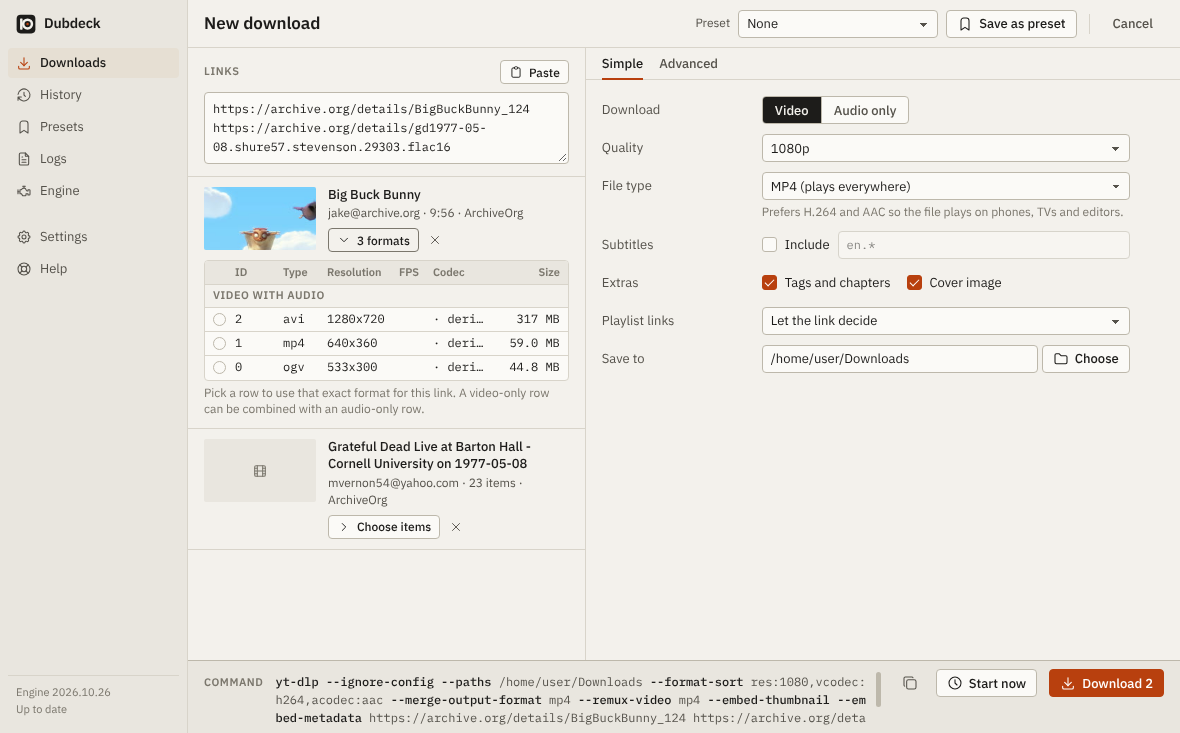 Dubdeck
Downloads
History
Presets
Logs
Engine
Settings
Help
Engine 2026.10.26
Up to date
New download
Preset
None
Save as preset
Cancel
LINKS
Paste
https://archive.org/details/BigBuckBunny_124
https://archive.org/details/gd1977-05-
08.shure57.stevenson.29303.flac16
Big Buck Bunny
jake@archive.org · 9:56 · ArchiveOrg
3 formats
ID Type Resolution FPS Codec Size
VIDEO WITH AUDIO
2 avi 1280x720 · deri… 317 MB
1 mp4 640x360 · deri… 59.0 MB
0 ogv 533x300 · deri… 44.8 MB
Pick a row to use that exact format for this link. A video-only row
can be combined with an audio-only row.
Grateful Dead Live at Barton Hall -
Cornell University on 1977-05-08
mvernon54@yahoo.com · 23 items ·
ArchiveOrg
Choose items
Simple Advanced
Download Video Audio only
Quality 1080p
File type MP4 (plays everywhere)
Prefers H.264 and AAC so the file plays on phones, TVs and editors.
Subtitles Include en.*
Extras Tags and chapters Cover image
Playlist links Let the link decide
Save to /home/user/Downloads Choose
COMMAND
yt-dlp --ignore-config --paths /home/user/Downloads --format-sort res:1080,vcodec:
h264,acodec:aac --merge-output-format mp4 --remux-video mp4 --embed-thumbnail --em
bed-metadata https://archive.org/details/BigBuckBunny_124 https://archive.org/deta
Start now
Download 2